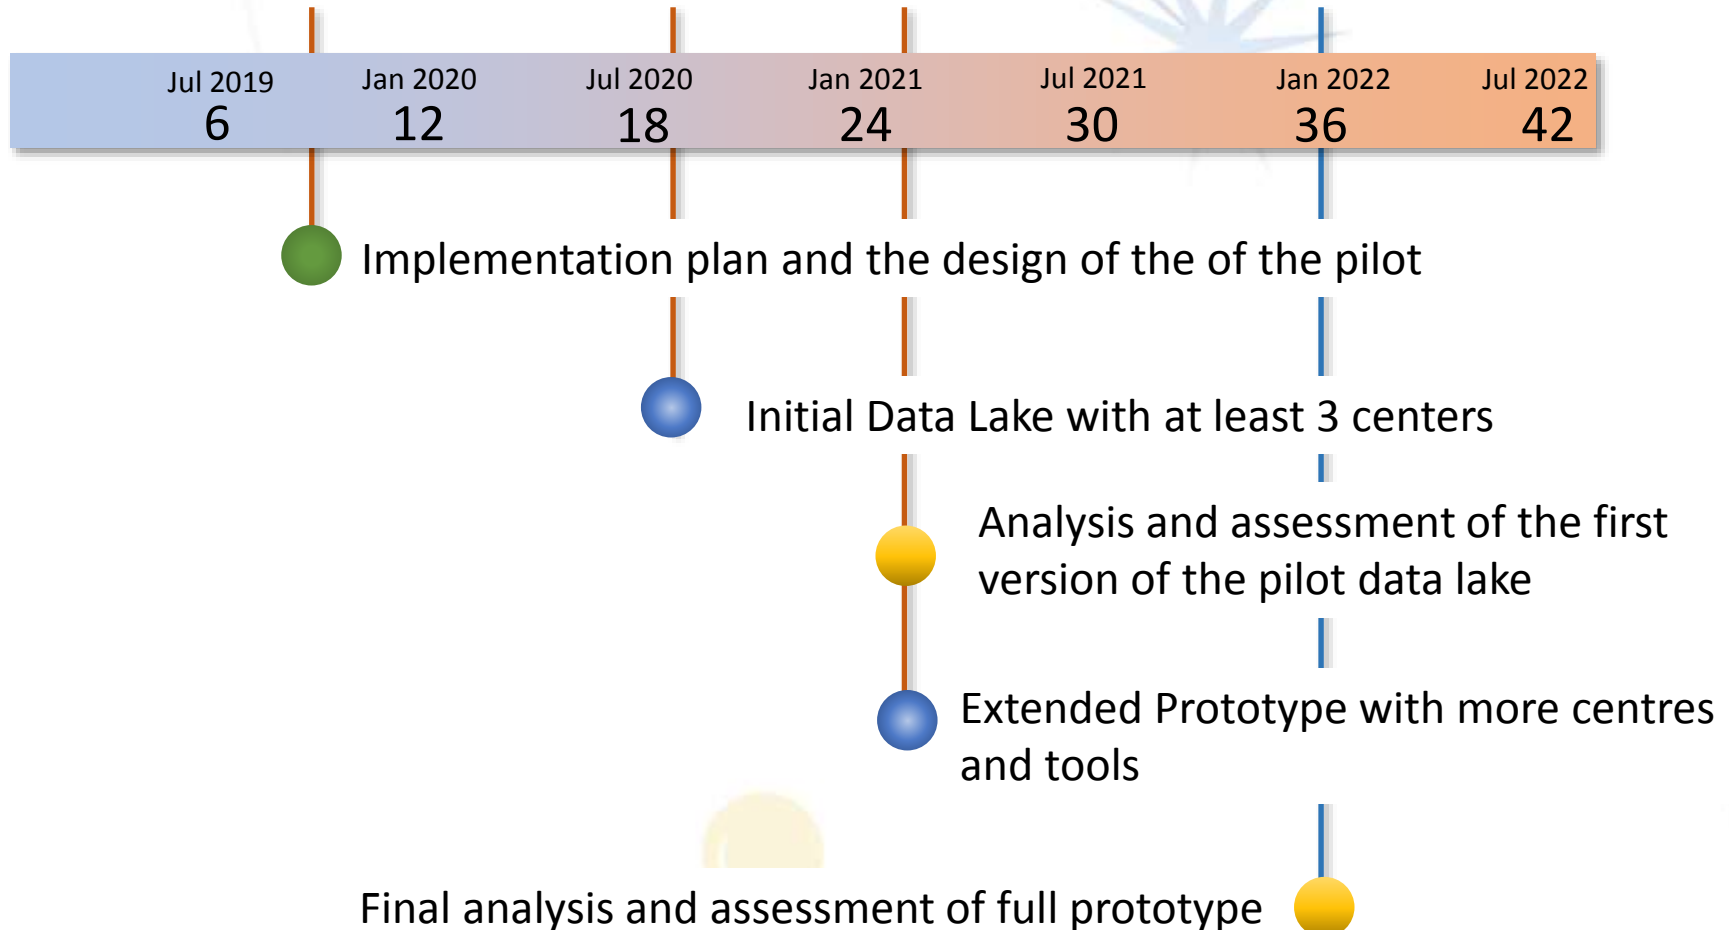 Jul 2019 Jan 2020 Jul 2020 Jan 2021 Jul 2021 Jan 2022 Jul 2022
6 12 18 24 30 36 42
Implementation plan and the design of the of the pilot
Initial Data Lake with at least 3 centers
Analysis and assessment of the first
version of the pilot data lake
Extended Prototype with more centres
and tools
Final analysis and assessment of full prototype